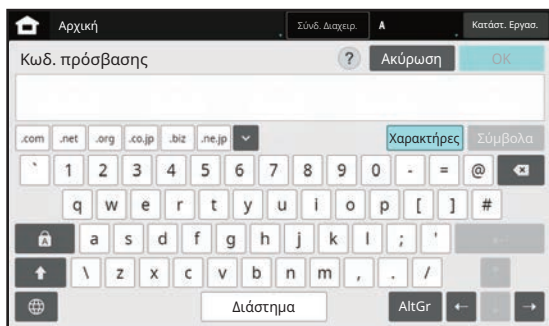 Αρχική Σύνδ. Διαχειρ. A Κατάστ. Εργασ.
Κωδ. πρόσβασης ? Ακύρωση OK
.com .net .org .co.jp .biz .ne.jp Χαρακτήρες Σύμβολα
` 1 2 3 4 5 6 7 8 9 0 - = @
q w e r t y u i o p [ ] #
A a s d f g h j k l ; '
\ z x c v b n m , . /
Διάστημα AltGr ← ↓ →